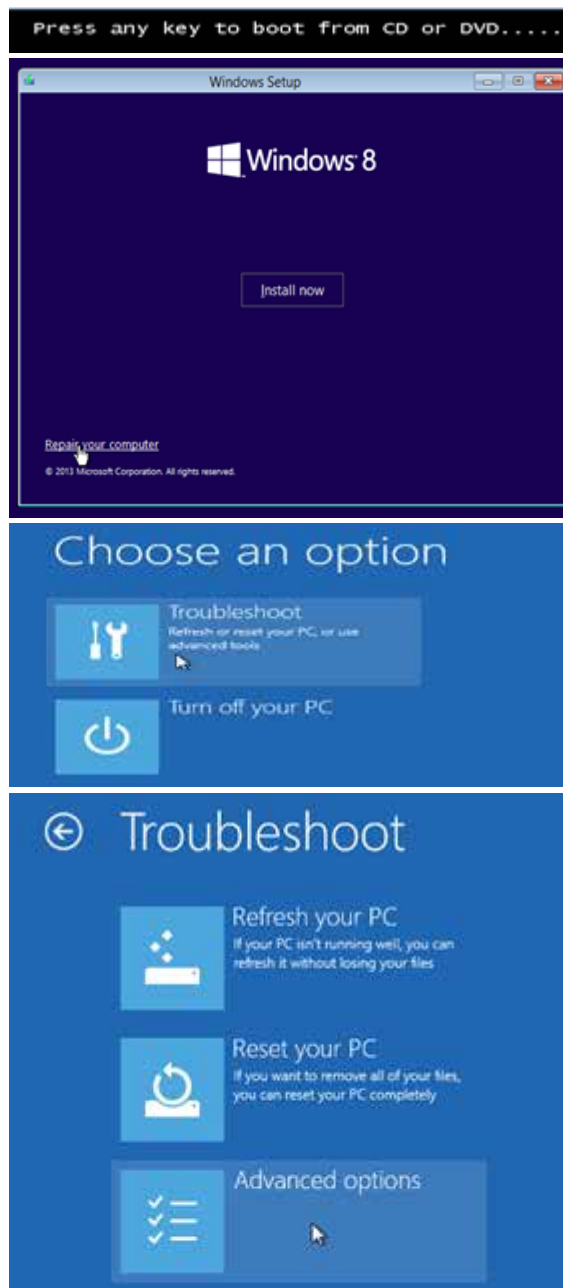 Press any key to boot from CD or DVD.....
Windows Setup
Windows 8
Install now
Repair your computer
© 2013 Microsoft Corporation. All rights reserved.
Choose an option
Troubleshoot
Refresh or reset your PC, or use
advanced tools
Turn off your PC
Troubleshoot
Refresh your PC
If your PC isn't running well, you can
refresh it without losing your files
Reset your PC
If you want to remove all of your files,
you can reset your PC completely
Advanced options